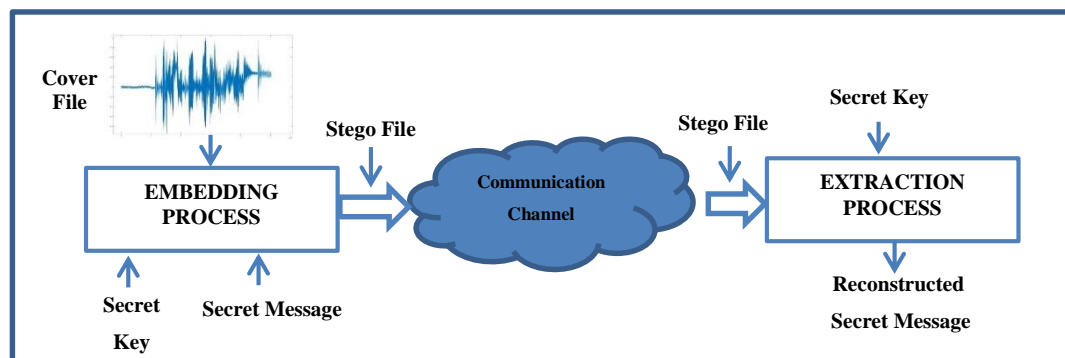 Cover
File
EMBEDDING
PROCESS
Secret
Key
Secret Message
Stego File
Communication
Channel
Stego File
Secret Key
EXTRACTION
PROCESS
Reconstructed
Secret Message